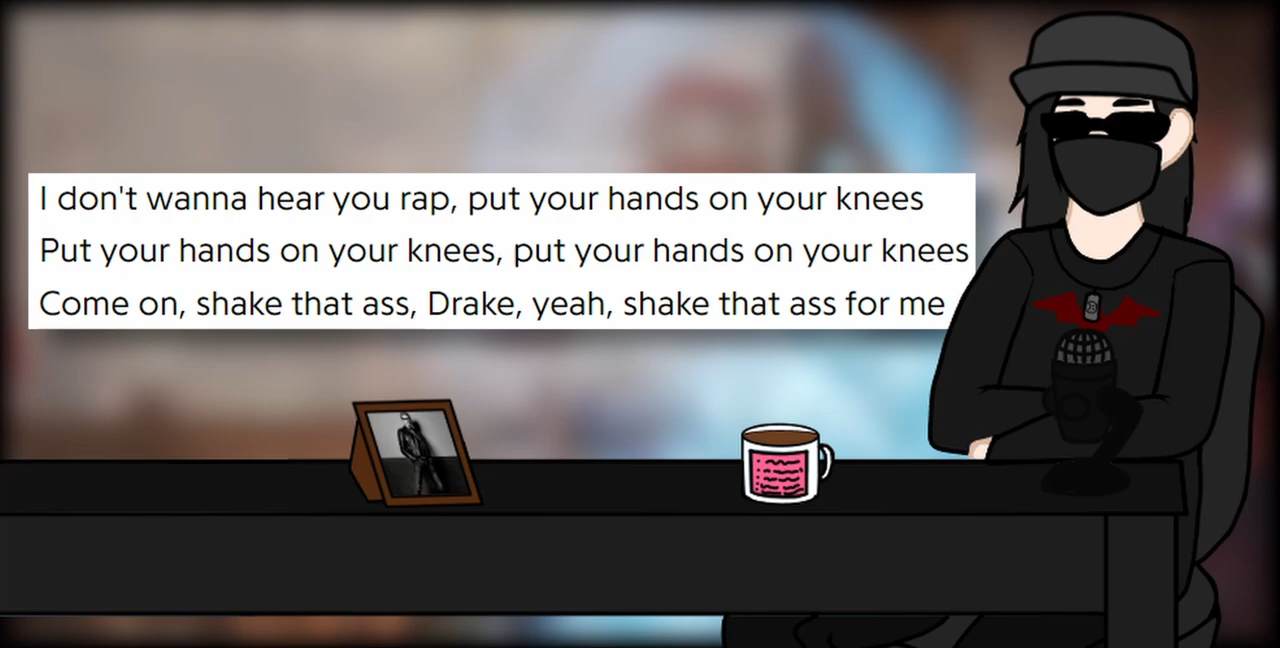 I don't wanna hear you rap, put your hands on your knees
Put your hands on your knees, put your hands on your knees
Come on, shake that ass, Drake, yeah, shake that ass for me